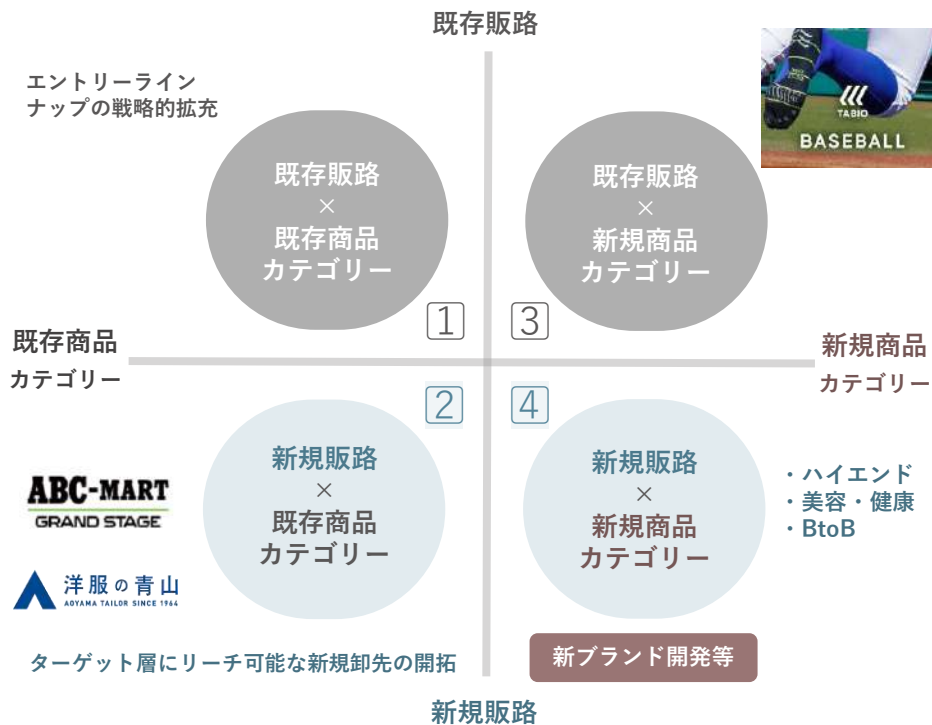 既存販路
エントリーライン
ナップの戦略的拡充
TABIO
BASEBALL
既存販路
×
既存商品
カテゴリー
既存販路
×
新規商品
カテゴリー
1
3
既存商品
カテゴリー
新規商品
カテゴリー
2
4
新規販路
×
既存商品
カテゴリー
新規販路
×
新規商品
カテゴリー
・ハイエンド
・美容・健康
・BtoB
ABC-MART
GRAND STAGE
洋服の青山
AOYAMA TAILOR SINCE 1964
ターゲット層にリーチ可能な新規卸先の開拓
新ブランド開発等
新規販路